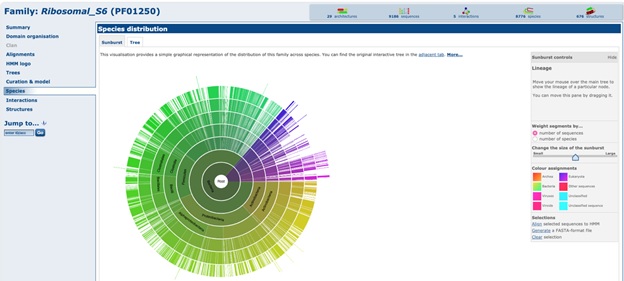 Family: Ribosomal_S6 (PF01250)
29 architectures
9186 sequences
5 interactions
8776 species
678 structures
Summary
Domain organisation
Clan
Alignments
HMM logo
Trees
Curation & model
Species
Interactions
Structures
Jump to...
enter ID/acc
Go
Species distribution
Sunburst Tree
This visualisation provides a simple graphical representation of the distribution of this family across species. You can find the original interactive tree in the adjacent tab. More...
Root
Sunburst controls
Hide
Lineage
Move your mouse over the main tree to
show the lineage of a particular node.
You can move this pane by dragging it.
Weight segments by...
number of sequences
number of species
Change the size of the sunburst
Small
Large
Colour assignments
Archea
Eukaryota
Bacteria
Other sequences
Viruses
Unclassified
Viroids
Unclassified sequence
Selections
Align selected sequences to HMM
Generate a FASTA-format file
Clear selection